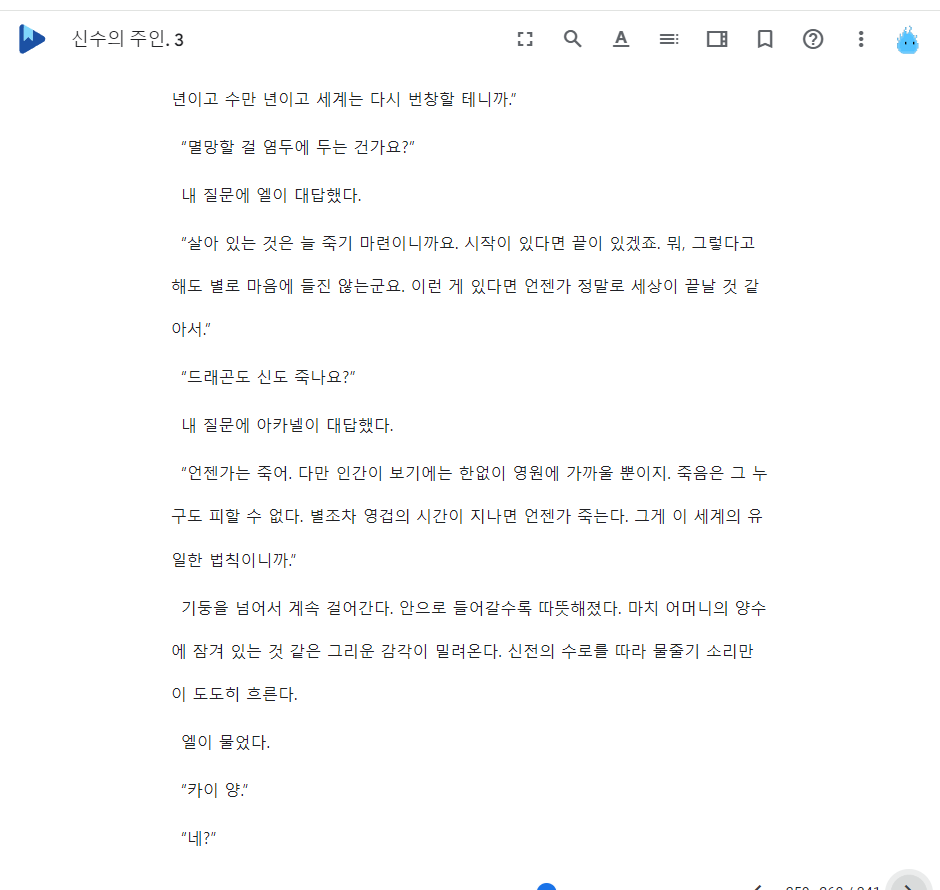 신수의 주인. 3
년이고 수만 년이고 세계는 다시 번창할 테니까.”
“멸망할 걸 염두에 두는 건가요?”
내 질문에 엘이 대답했다.
“살아 있는 것은 늘 죽기 마련이니까요. 시작이 있다면 끝이 있겠죠. 뭐, 그렇다고
해도 별로 마음에 들진 않는군요. 이런 게 있다면 언젠가 정말로 세상이 끝날 것 같
아서.”
“드래곤도 신도 죽나요?”
내 질문에 아카넬이 대답했다.
“언젠가는 죽어. 다만 인간이 보기에는 한없이 영원에 가까울 뿐이지. 죽음은 그 누
구도 피할 수 없다. 별조차 영겁의 시간이 지나면 언젠가 죽는다. 그게 이 세계의 유
일한 법칙이니까.”
기둥을 넘어서 계속 걸어간다. 안으로 들어갈수록 따뜻해졌다. 마치 어머니의 양수
에 잠겨 있는 것 같은 그리운 감각이 밀려온다. 신전의 수로를 따라 물줄기 소리만
이 도도히 흐른다.
엘이 물었다.
“카이 양.”
“네?”